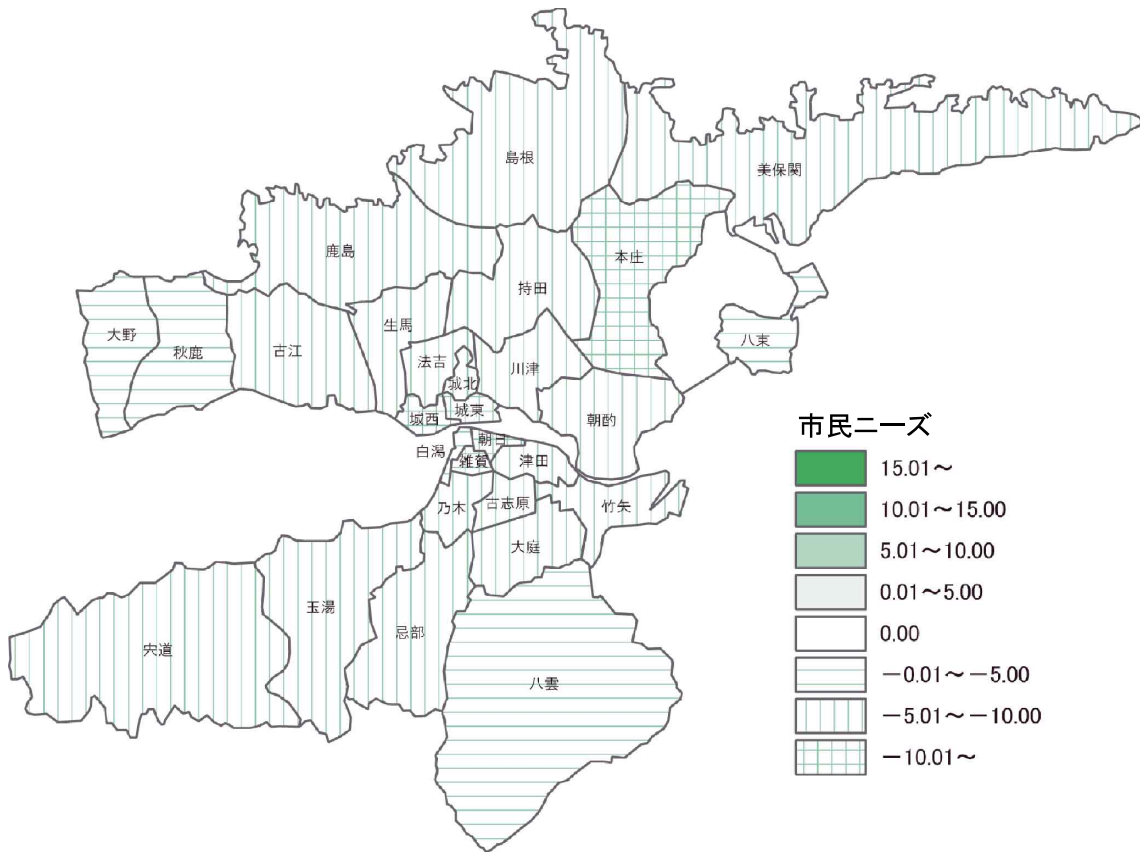 島根
美保関
鹿島
本庄
持田
大野
秋鹿
古江
生馬
八束
法吉
川津
城北
城西
城東
朝酌
白潟
朝日
雑賀
津田
乃木
古志原
竹矢
大庭
玉湯
忌部
宍道
八雲
市民ニーズ
15.01～
10.01～15.00
5.01～10.00
0.01～5.00
0.00
－0.01～－5.00
－5.01～－10.00
－10.01～